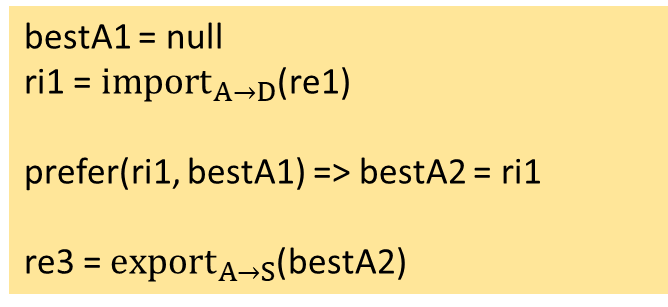 bestA1 = null
ri1 = import_A→D(re1)
prefer(ri1, bestA1) => bestA2 = ri1
re3 = export_A→S(bestA2)